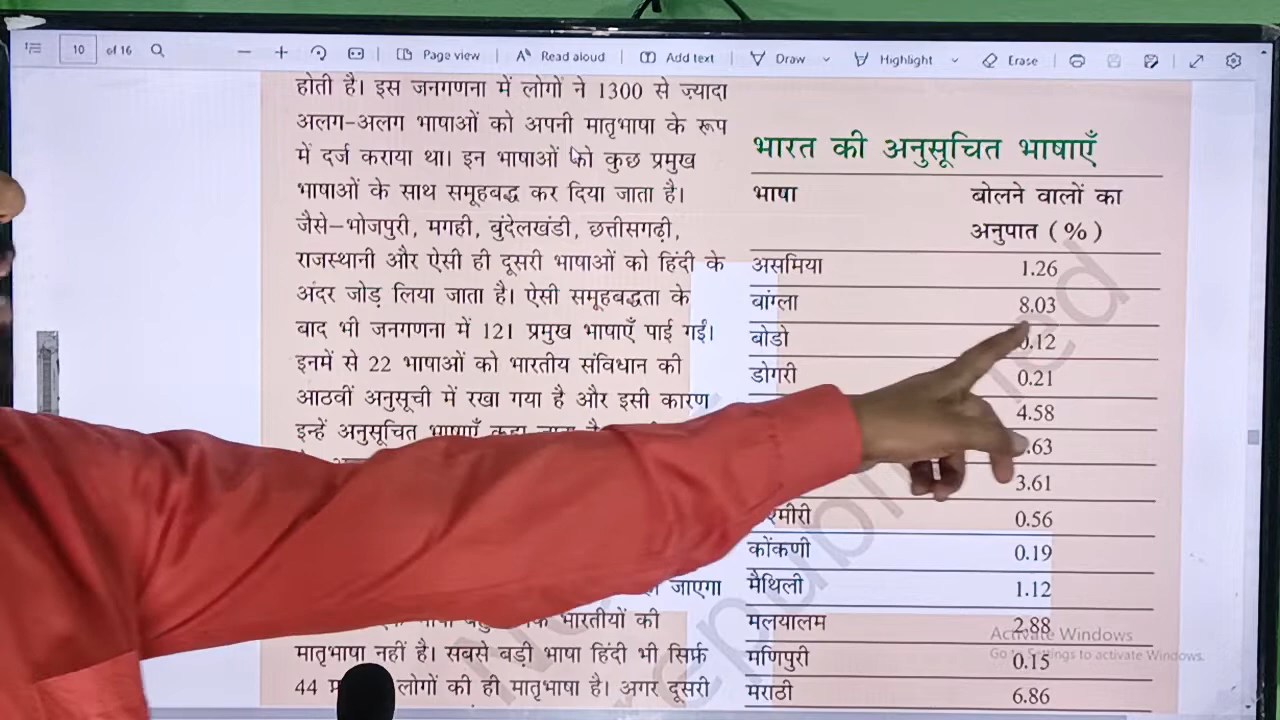 10 of 16
Page view
Read aloud
Add text
Draw
Highlight
Erase
होती है। इस जनगणना में लोगों ने 1300 से ज़्यादा
अलग-अलग भाषाओं को अपनी मातृभाषा के रूप
में दर्ज कराया था। इन भाषाओं को कुछ प्रमुख
भाषाओं के साथ समूहबद्ध कर दिया जाता है।
जैसे–भोजपुरी, मगही, बुंदेलखंडी, छत्तीसगढ़ी,
राजस्थानी और ऐसी ही दूसरी भाषाओं को हिंदी के
अंदर जोड़ लिया जाता है। ऐसी समूहबद्धता के
बाद भी जनगणना में 121 प्रमुख भाषाएँ पाई गईं।
इनमें से 22 भाषाओं को भारतीय संविधान की
आठवीं अनुसूची में रखा गया है और इसी कारण
इन्हें अनुसूचित भाषाएँ
जाएगा
भारतीयों की
मातृभाषा नहीं है। सबसे बड़ी भाषा हिंदी भी सिर्फ़
44 लोगों की ही मातृभाषा है। अगर दूसरी
भारत की अनुसूचित भाषाएँ
भाषा बोलने वालों का
अनुपात (%)
असमिया 1.26
बांग्ला 8.03
बोडो 0.12
डोगरी 0.21
4.58
.63
3.61
0.56
कोंकणी 0.19
मैथिली 1.12
मलयालम 2.88
मणिपुरी 0.15
मराठी 6.86
Activate Windows
Go to Settings to activate Windows.